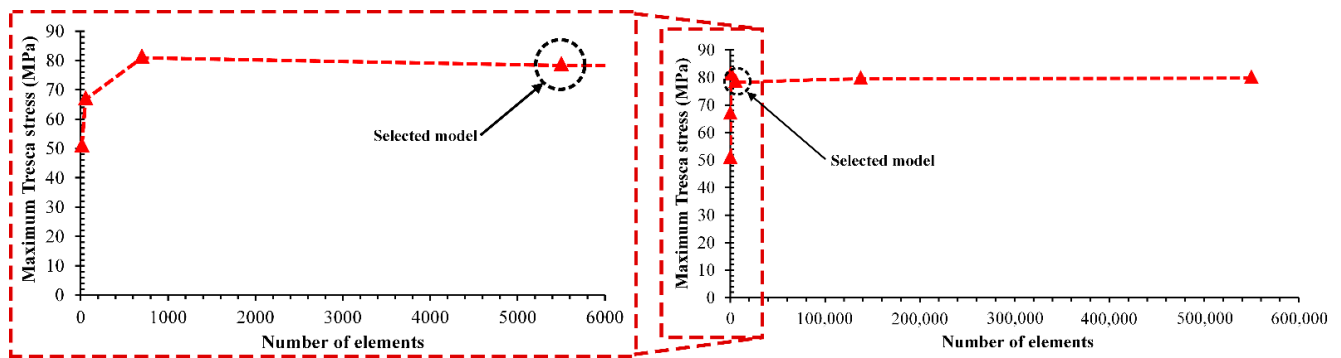 Maximum Tresca stress (MPa)
90
80
70
60
50
40
30
20
10
0
0 1000 2000 3000 4000 5000 6000
Number of elements
Selected model
Maximum Tresca stress (MPa)
90
80
70
60
50
40
30
20
10
0
0 100,000 200,000 300,000 400,000 500,000 600.000
Number of elements
Selected model